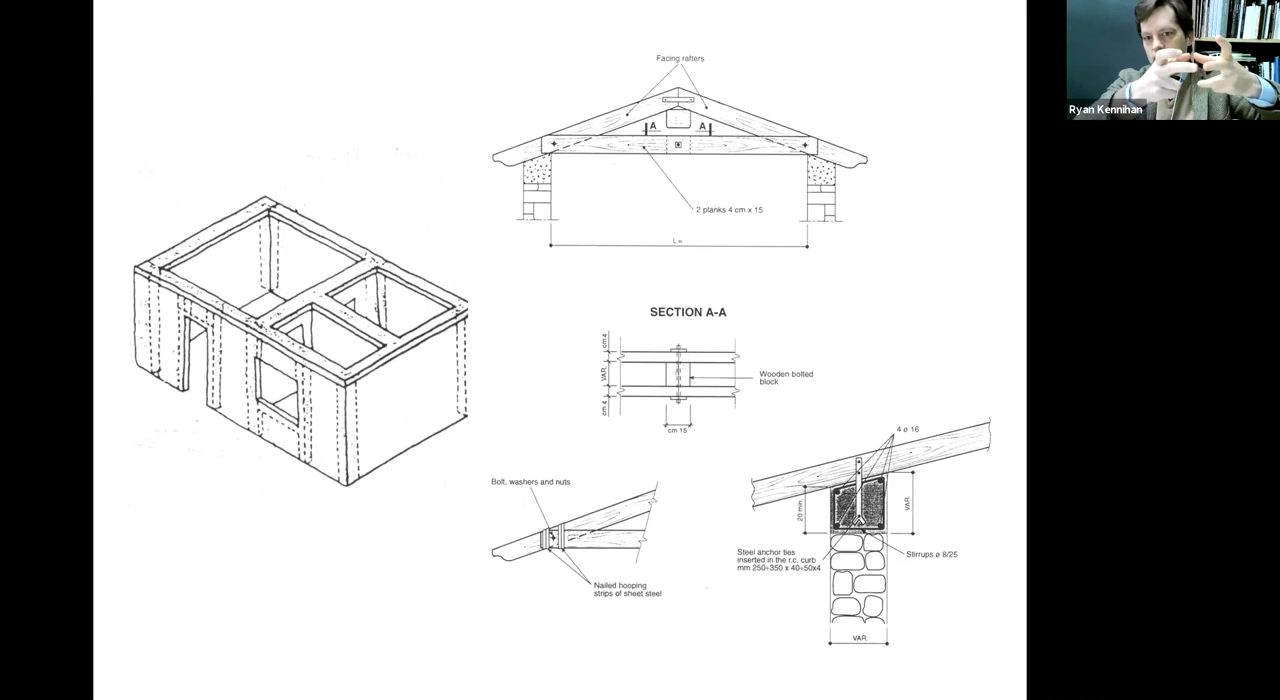 Ryan Kennihan
Facing rafters
A
A
2 planks 4 cm x 15
L =
SECTION A-A
cm 4
VAR.
cm 4
Wooden bolted
block
cm 15
4 ø 16
Bolt, washers and nuts
20 min.
VAR.
Steel anchor ties
inserted in the r.c. curb
mm 250÷350 x 40÷50x4
Stirrups ø 8/25
Nailed hooping
strips of sheet steel
VAR.